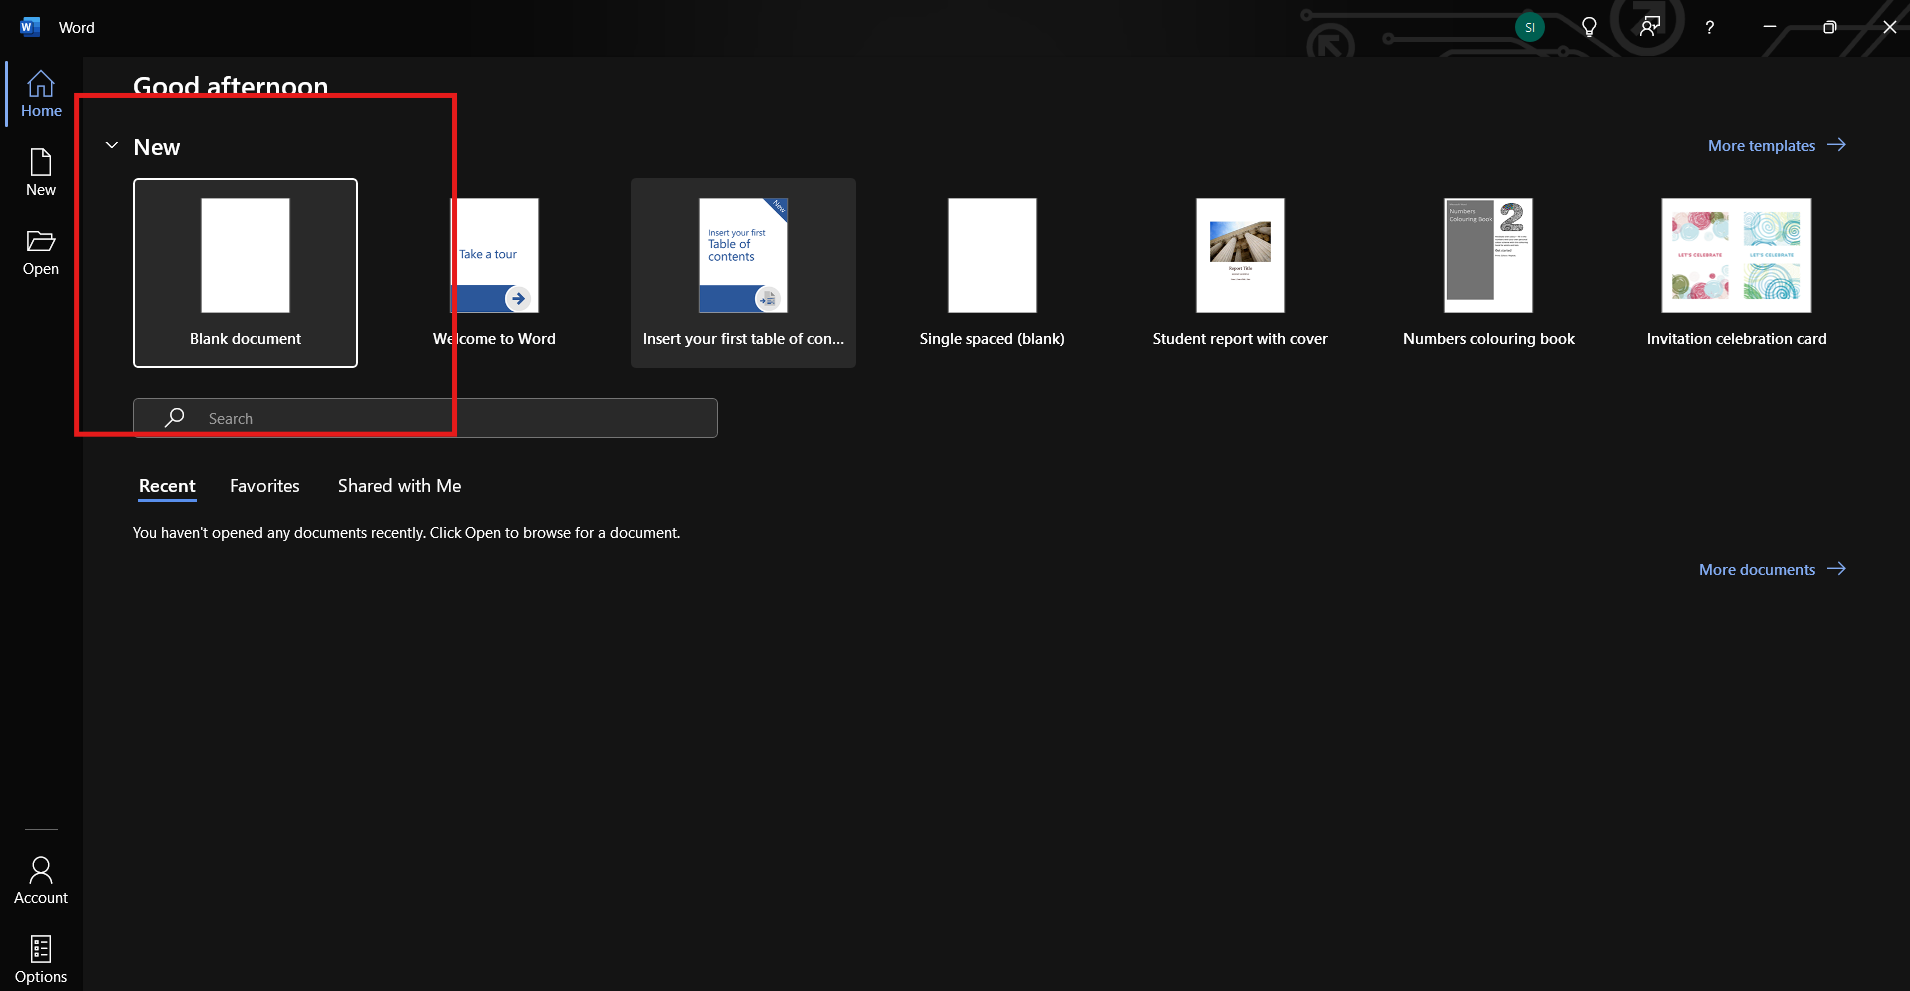 Word
SI
?
Home
New
Open
Good afternoon
New
More templates
Blank document
Take a tour
Welcome to Word
New
Insert your first
Table of
contents
Insert your first table of con...
Single spaced (blank)
Report Title
Student report with cover
Numbers
Colouring Book
2
Numbers colouring book
LET'S CELEBRATE
LET'S CELEBRATE
Invitation celebration card
Search
Recent
Favorites
Shared with Me
You haven't opened any documents recently. Click Open to browse for a document.
More documents
Account
Options